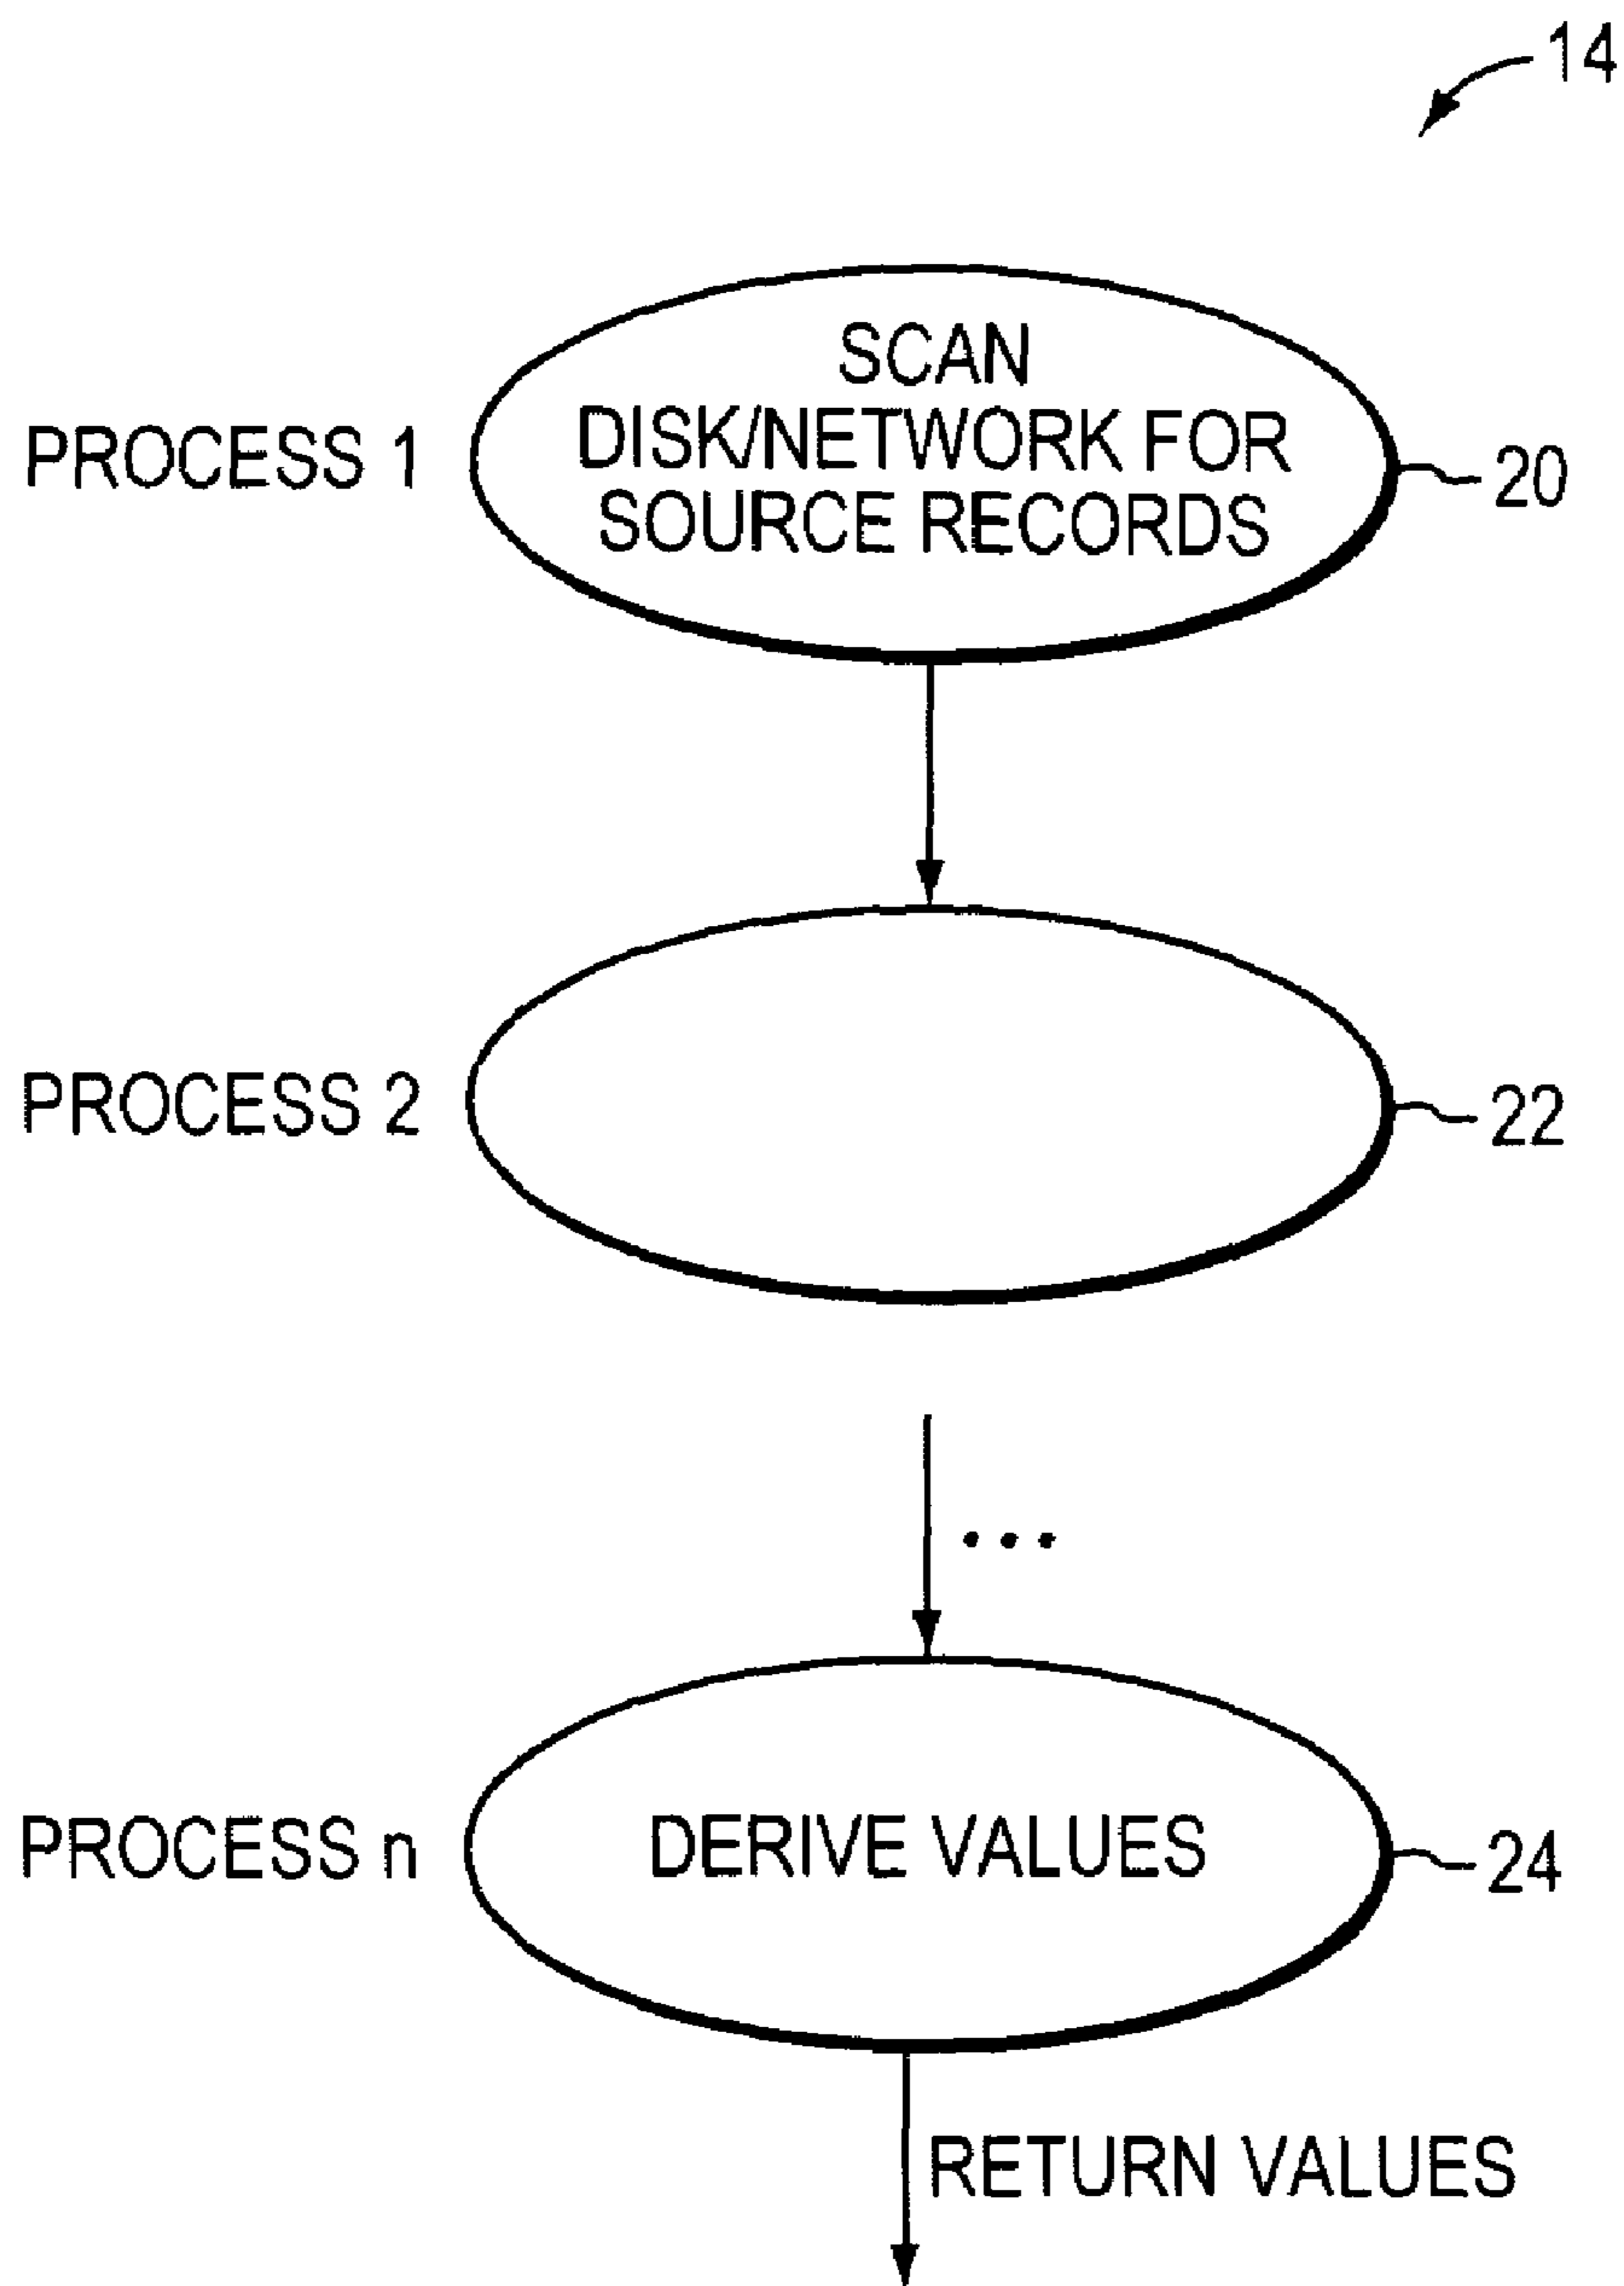 14
SCAN
DISK/NETWORK FOR
SOURCE RECORDS
PROCESS 1
20
PROCESS 2
22
...
PROCESS n
DERIVE VALUES
24
RETURN VALUES